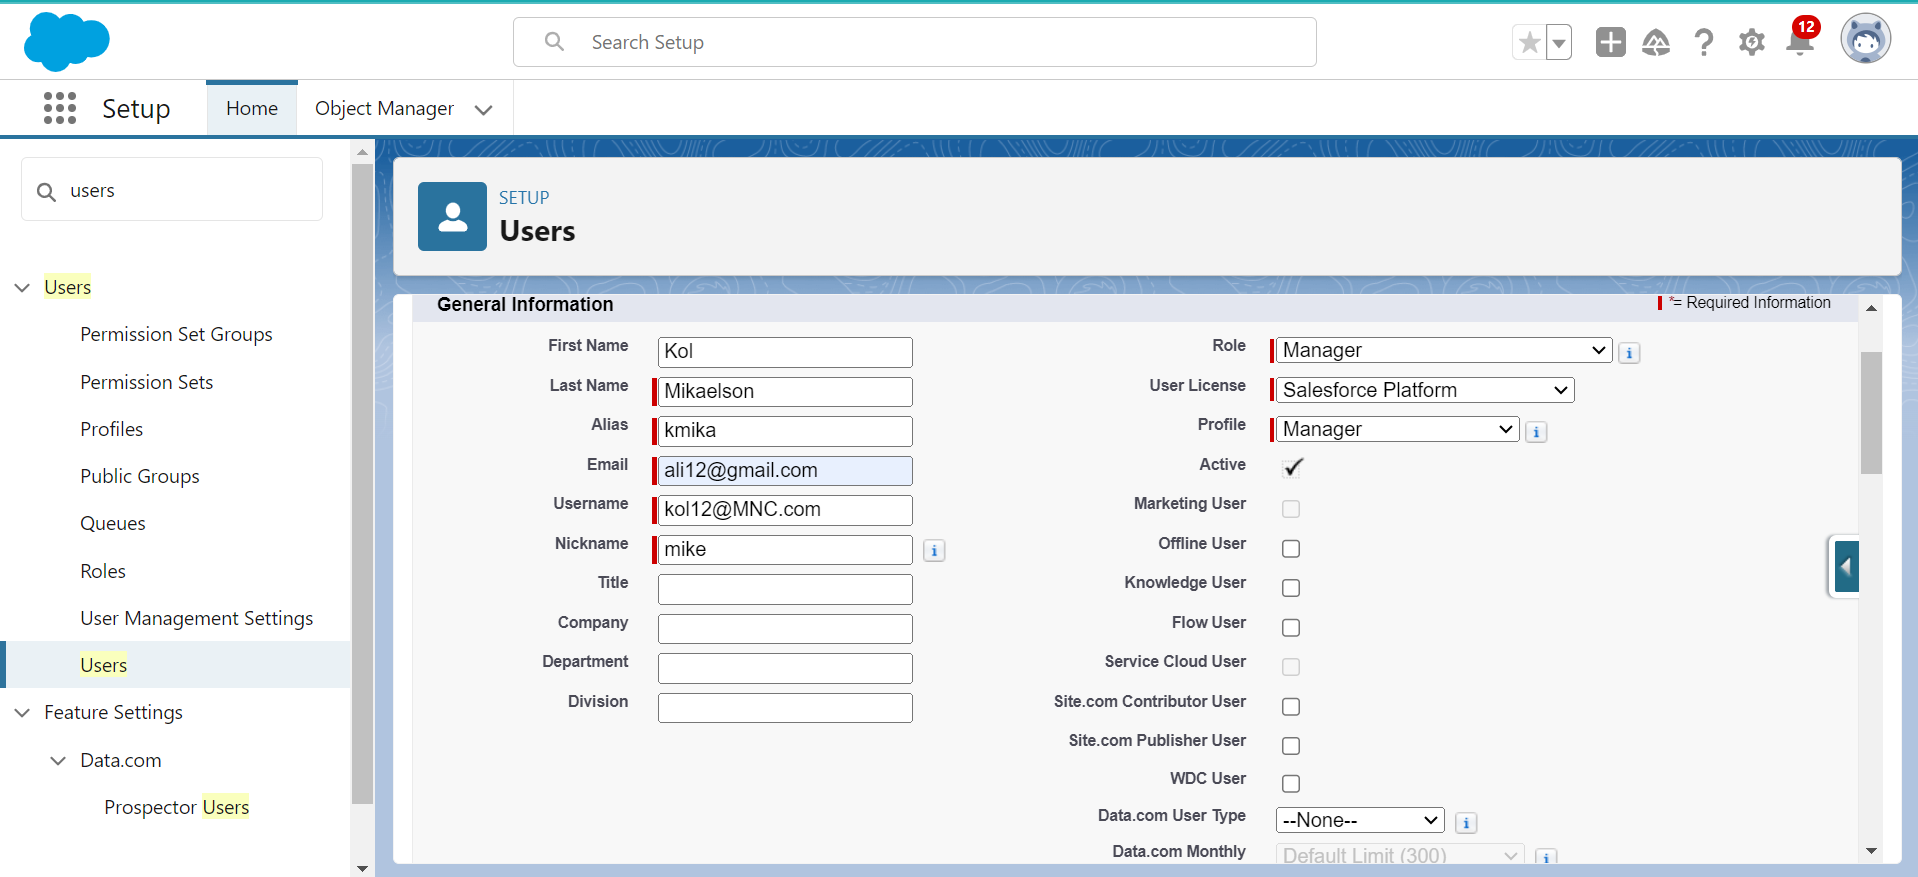 Search Setup
12
Setup
Home
Object Manager
users
Users
Permission Set Groups
Permission Sets
Profiles
Public Groups
Queues
Roles
User Management Settings
Users
Feature Settings
Data.com
Prospector Users
SETUP
Users
General Information
*= Required Information
First Name Kol
Last Name Mikaelson
Alias kmika
Email ali12@gmail.com
Username kol12@MNC.com
Nickname mike
Title
Company
Department
Division
Role Manager
User License Salesforce Platform
Profile Manager
Active
Marketing User
Offline User
Knowledge User
Flow User
Service Cloud User
Site.com Contributor User
Site.com Publisher User
WDC User
Data.com User Type --None--
Data.com Monthly Default Limit (300)